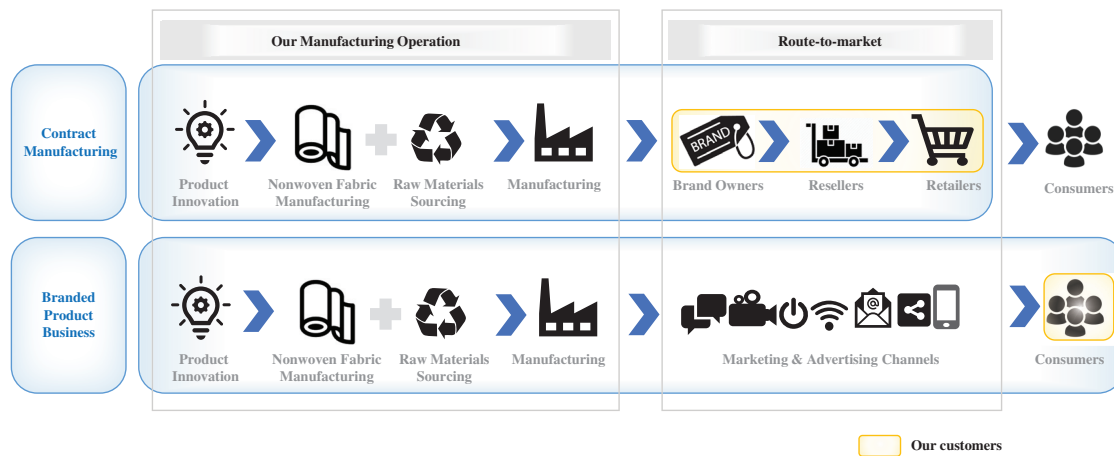 Our Manufacturing Operation
Route-to-market
Contract
Manufacturing
BRAND
Product
Innovation
Nonwoven Fabric
Manufacturing
Raw Materials
Sourcing
Manufacturing
Brand Owners
Resellers
Retailers
Consumers
Branded
Product
Business
@
Product
Innovation
Nonwoven Fabric
Manufacturing
Raw Materials
Sourcing
Manufacturing
Marketing & Advertising Channels
Consumers
Our customers